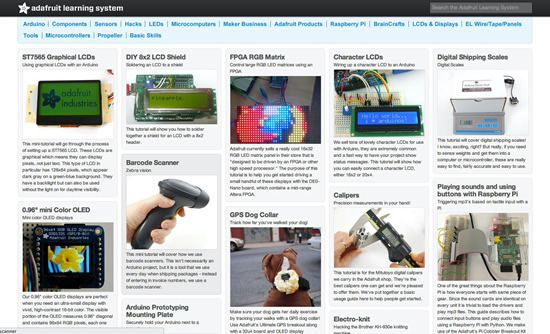 adafruit learning system
Search the Adafruit Learning System
Arduino Components Sensors Hacks LEDs Microcomputers Maker Business Adafruit Products Raspberry Pi BrainCrafts LCDs & Displays EL Wire/Tape/Panels
Tools Microcontrollers Propeller Basic Skills
ST7565 Graphical LCDs
Using graphical LCDs with an Arduino
adafruit
industries
This mini-tutorial will go through the
process of setting up a ST7565 LCD. These LCDs are
graphical which means they can display
pixels, not just text. This type of LCD in
particular has 128x64 pixels, which appear
dark gray on a green-blue background. They
have a backlight but can also be used
without the light on for daytime visibility.
0.96" mini Color OLED
Mini color OLED displays
Our 0.96" color OLED displays are perfect
when you need an ultra-small display with
vivid, high-contrast 16-bit color. The visible
portion of the OLED measures 0.96" diagonal
and contains 96x64 RGB pixels, each one
DIY 8x2 LCD Shield
Soldering an LCD to a shield
This tutorial will show you how to solder
together a shield for an LCD with a 8x2
header.
Barcode Scanner
Zebra vision
This mini tutorial will cover how we use
barcode scanners. This isn't necessarily an
Arduino project, but it is a tool that we use
every day when shipping packages - instead
of entering in invoice numbers, we use a
barcode scanner.
Arduino Prototyping
Mounting Plate
Securely hold your Arduino next to a
FPGA RGB Matrix
Control large RGB LED matrices using an
FPGA
Adafruit currently sells a really cool 16x32
RGB LED matrix panel in their store that is
"designed to be driven by an FPGA or other
high speed processor." The purpose of this
tutorial is to help you get started driving a
small handful of these displays with the DE0-
Nano board, which contains a mid-range
Altera FPGA.
GPS Dog Collar
Track how far you've walked your dog!
Make sure your dog gets her daily exercise
by tracking your walks with a GPS dog collar!
Use Adafruit's Ultimate GPS breakout along
with a Flora board and OLED display
Character LCDs
Wiring up a character LCD to an Arduino
Hello world..
We sell tons of lovely character LCDs for use
with Arduino, they are extremely common
and a fast way to have your project show
status messages. This tutorial will show how
you can easily connect a character LCD,
either 16x2 or 20x4.
Calipers
Precision measurements in your hand!
This tutorial is for the Mitutoyo digital calipers
we carry in the Adafruit shop. They're the
best calipers one can get and we're pleased
to offer them. We've put together a basic
usage guide here to help people get started.
Electro-knit
Hacking the Brother KH-930e knitting
Digital Shipping Scales
Digital Scales
This tutorial will cover digital shipping scales! I
know, exciting, right? But really, if you need
to sense weights and get them into a
computer or microcontroller, these are really
to find, fairly accurate and easy to use.
Playing sounds and using
buttons with Raspberry Pi
Triggering mp3's based on tactile input with a
Pi
One of the great things about the Raspberry
Pi is how everyone starts with same piece of
gear. Since the sound cards are identical on
every unit it is trivial to load the drivers and
play mp3 files. This guide describes how to
connect input buttons and play audio files
using a Raspberry Pi with Python. We make
use of the Adafruit's Pi Cobbler Breakout Kit
scanner